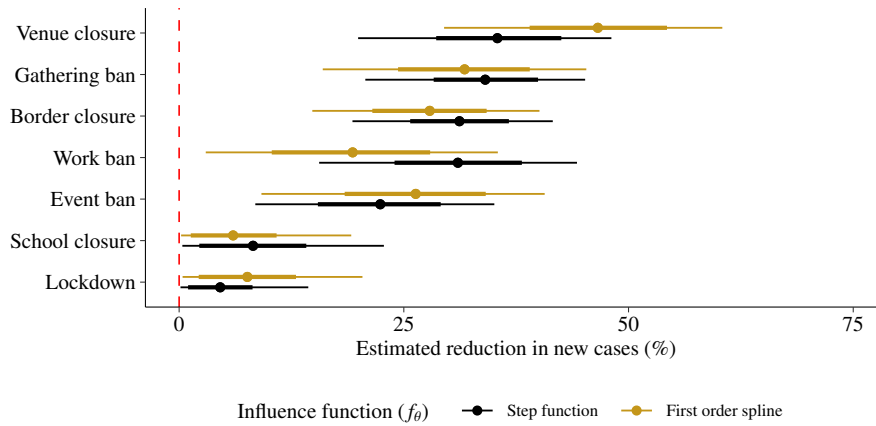 Venue closure
Gathering ban
Border closure
Work ban
Event ban
School closure
Lockdown
0 25 50 75
Estimated reduction in new cases (%)
Influence function (fθ) Step function First order spline